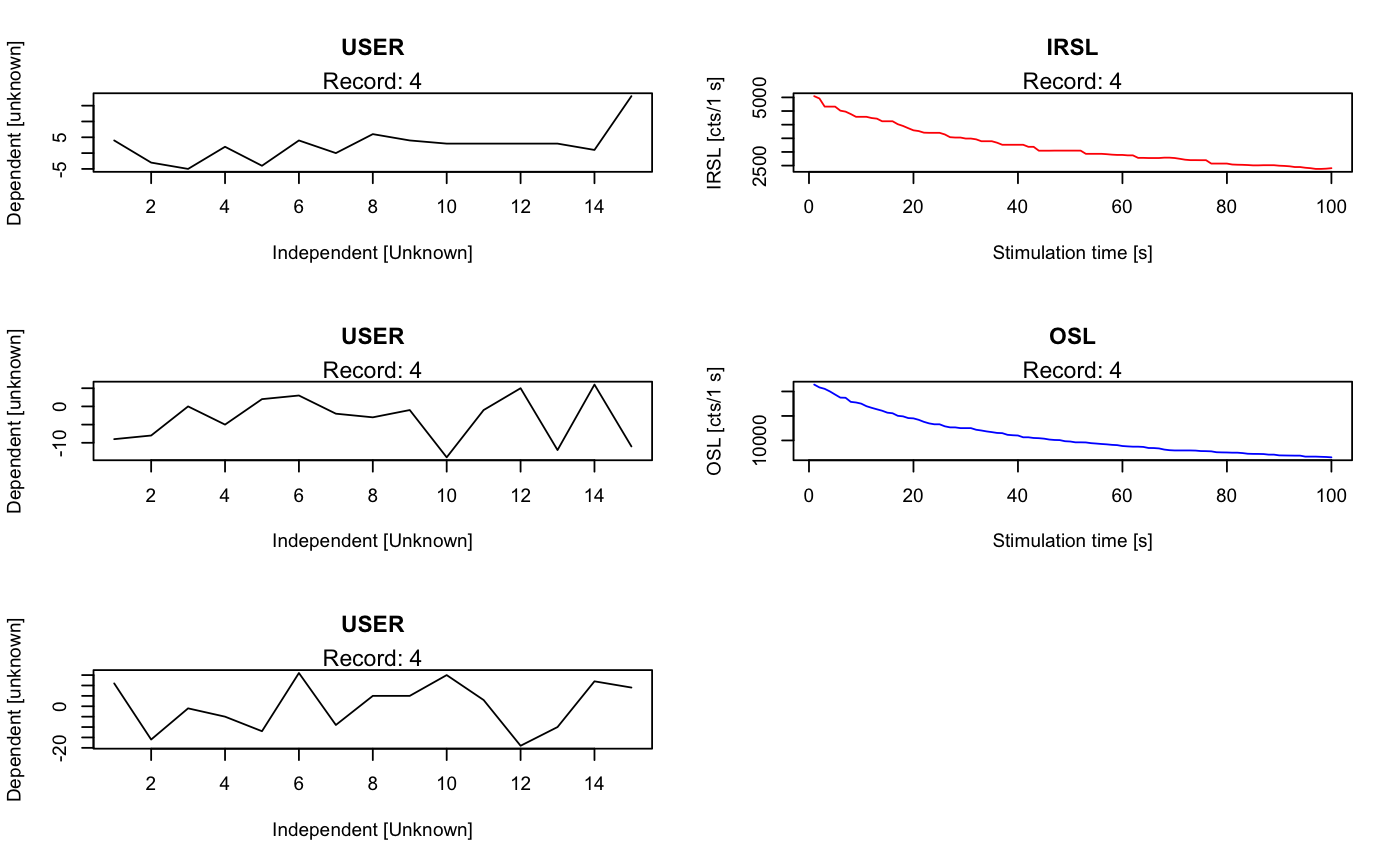 USER
Record: 4
Dependent [unknown]
5
-5
2 4 6 8 10 12 14
Independent [Unknown]
IRSL
Record: 4
IRSL [cts/1 s]
5000
2500
0 20 40 60 80 100
Stimulation time [s]
USER
Record: 4
Dependent [unknown]
0
-10
2 4 6 8 10 12 14
Independent [Unknown]
OSL
Record: 4
OSL [cts/1 s]
10000
0 20 40 60 80 100
Stimulation time [s]
USER
Record: 4
Dependent [unknown]
0
-20
2 4 6 8 10 12 14
Independent [Unknown]